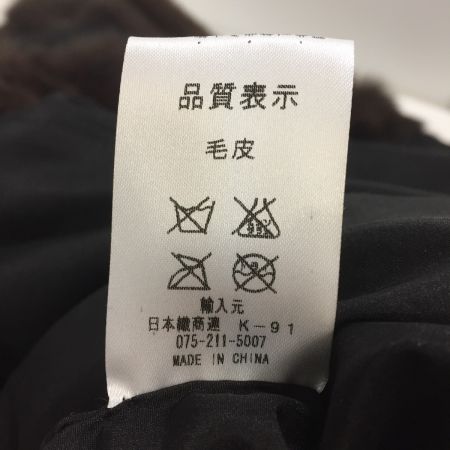 品質表示
毛皮
輸入元
日本織商連 K-91
075-211-5007
MADE IN CHINA